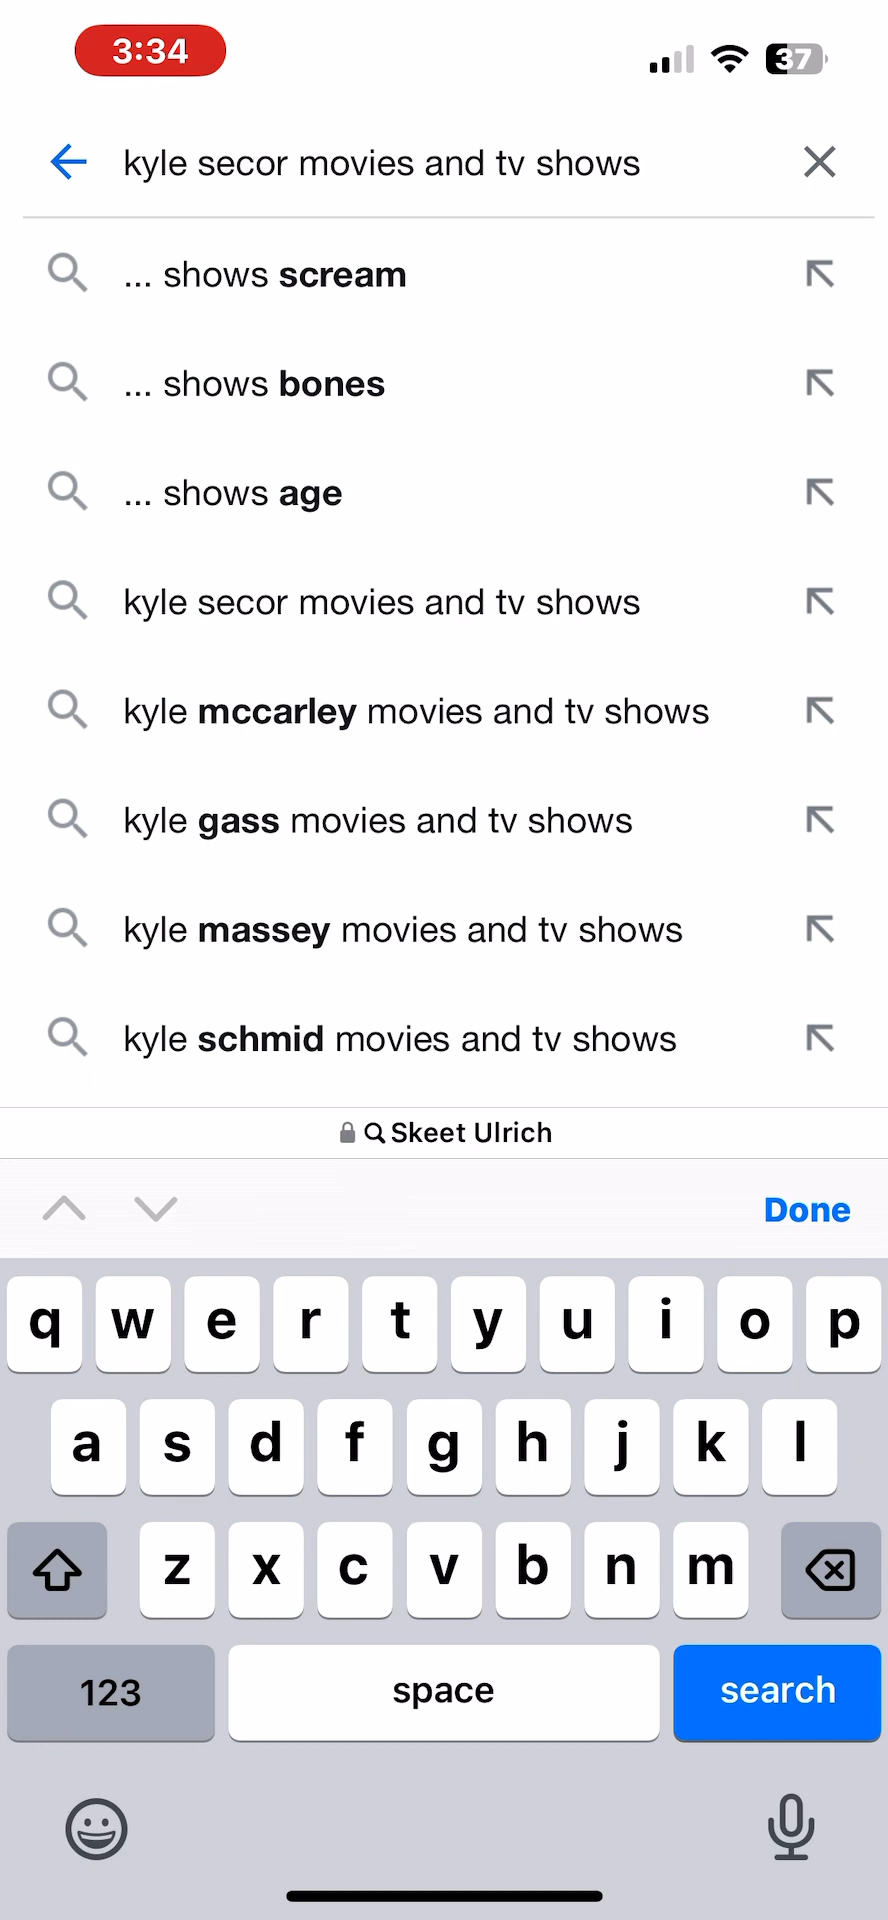 3:34
37
kyle secor movies and tv shows
... shows scream
... shows bones
... shows age
kyle secor movies and tv shows
kyle mccarley movies and tv shows
kyle gass movies and tv shows
kyle massey movies and tv shows
kyle schmid movies and tv shows
Skeet Ulrich
Done
q w e r t y u i o p
a s d f g h j k l
z x c v b n m
123 space search